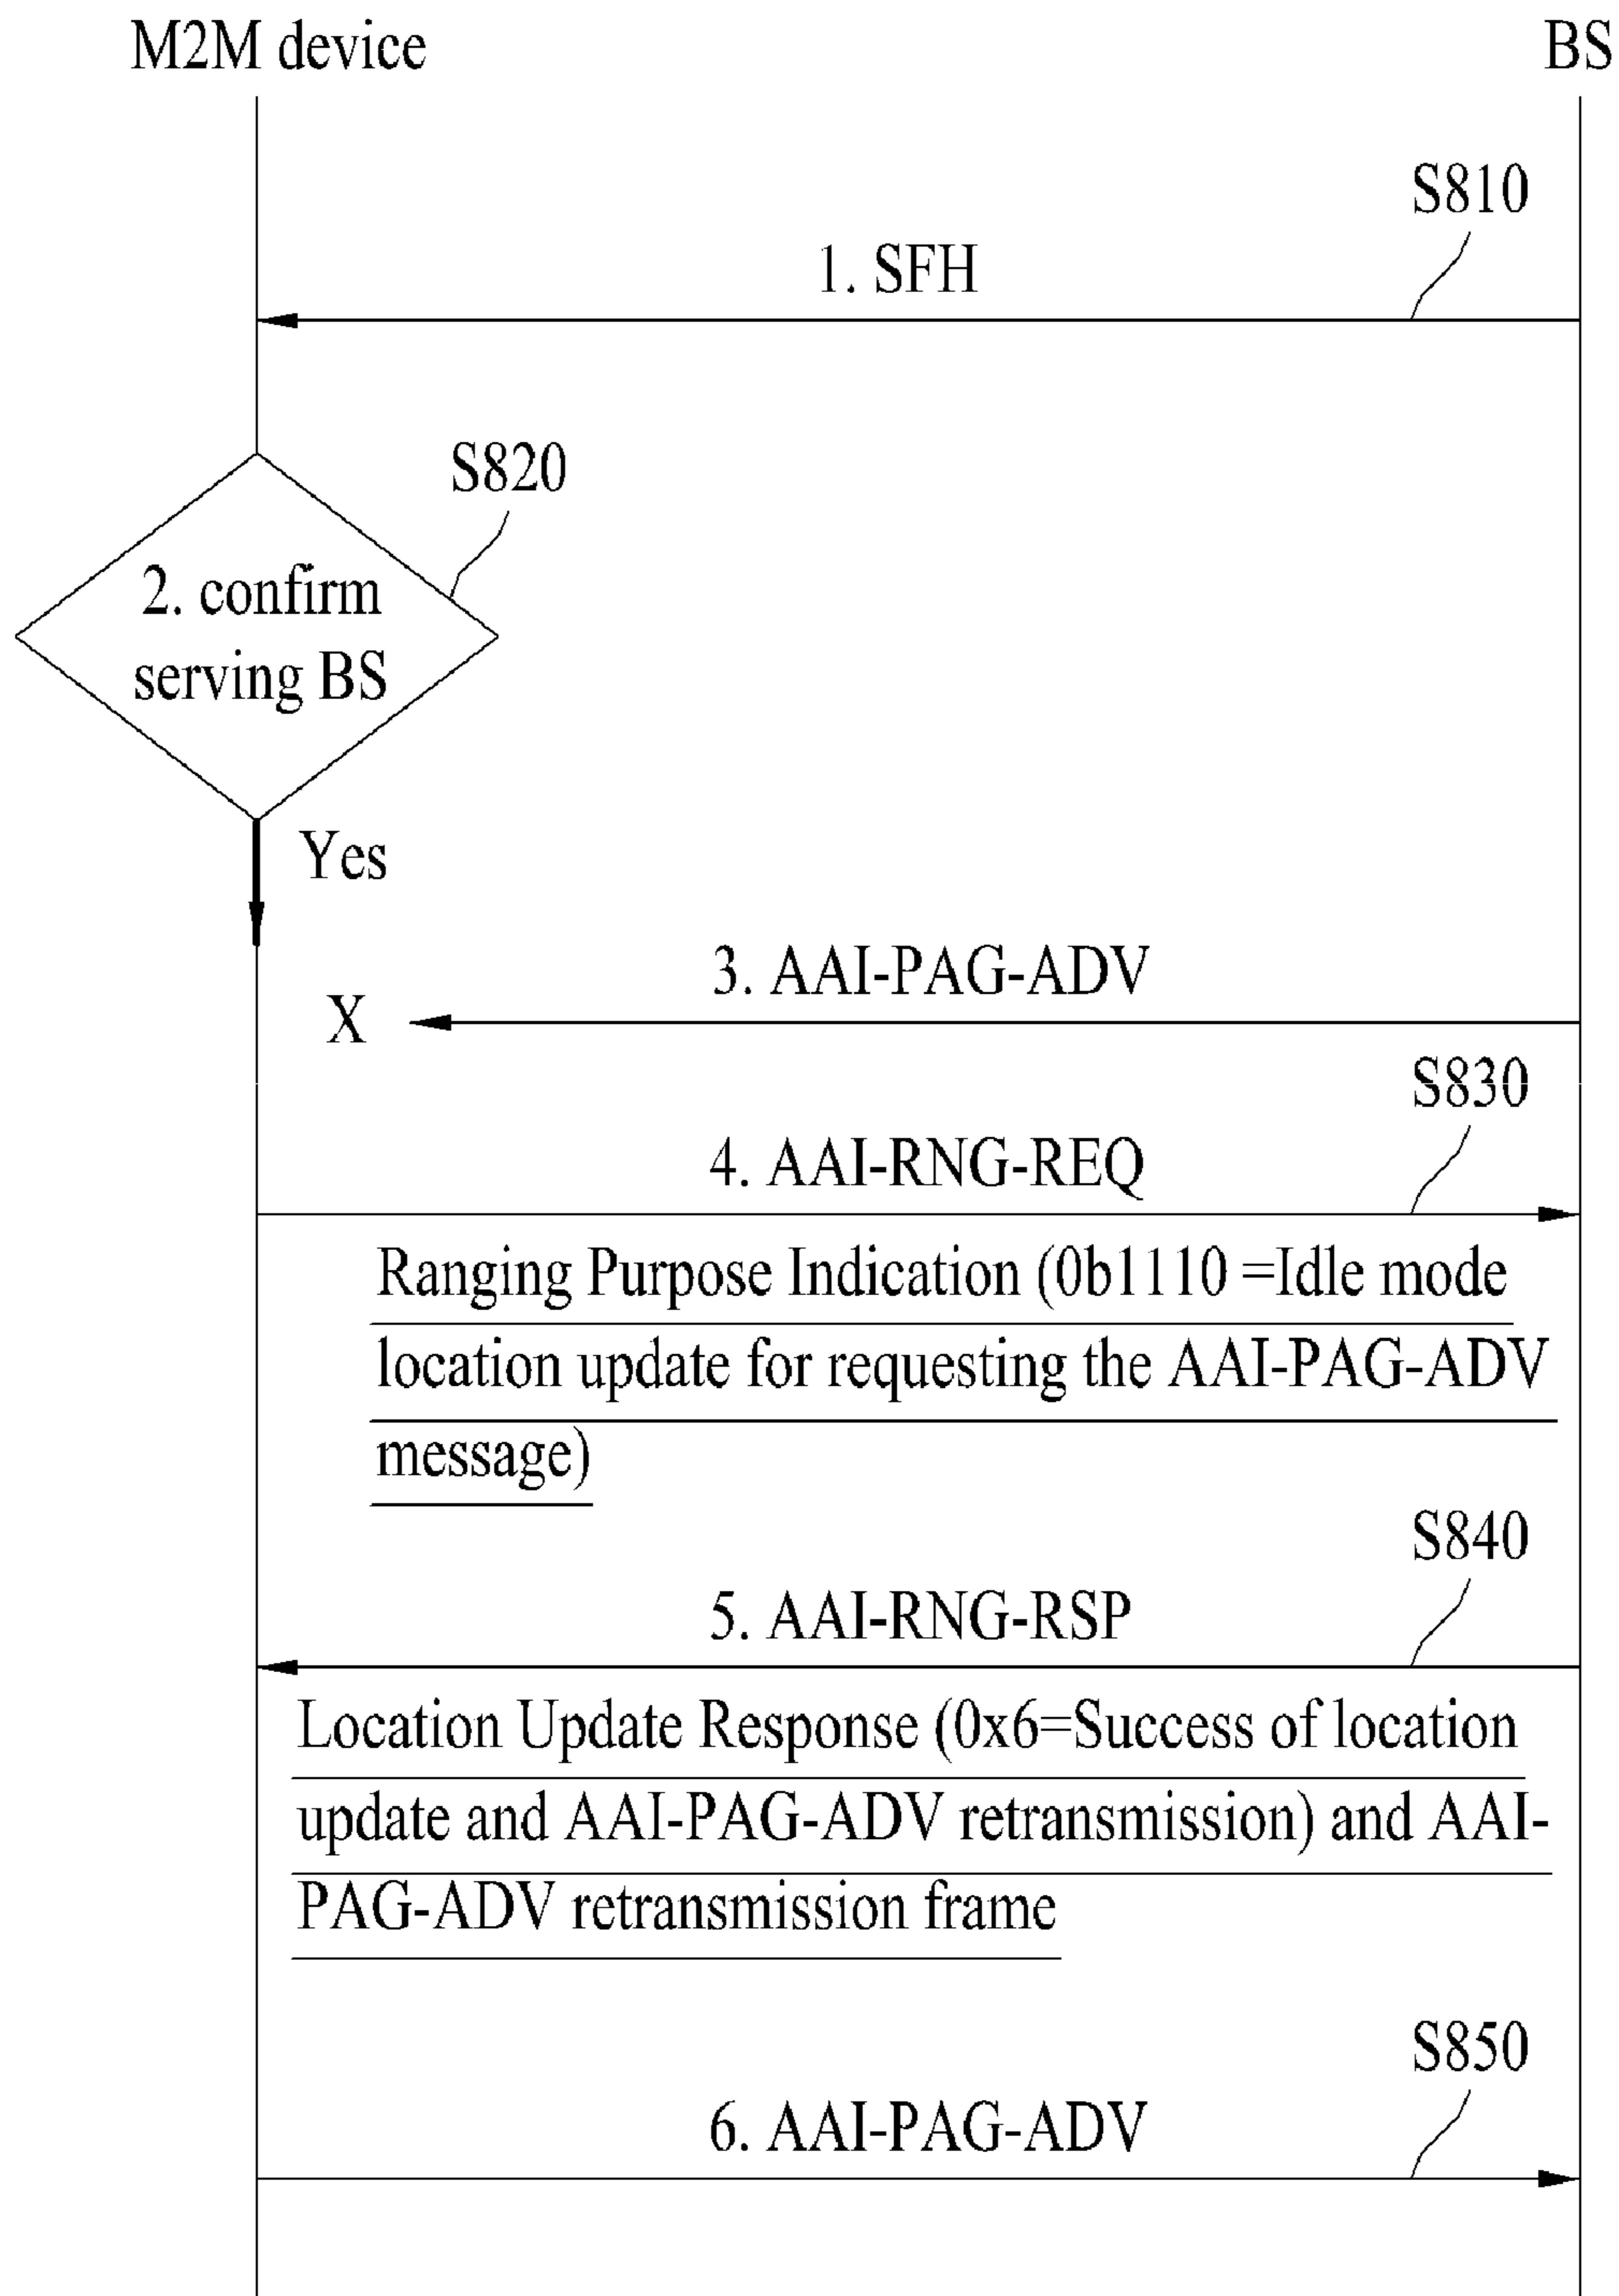 M2M device
BS
S810
1. SFH
S820
2. confirm
serving BS
Yes
3. AAI-PAG-ADV
X
S830
4. AAI-RNG-REQ
Ranging Purpose Indication (0b1110 =Idle mode
location update for requesting the AAI-PAG-ADV
message)
S840
5. AAI-RNG-RSP
Location Update Response (0x6=Success of location
update and AAI-PAG-ADV retransmission) and AAI-
PAG-ADV retransmission frame
S850
6. AAI-PAG-ADV